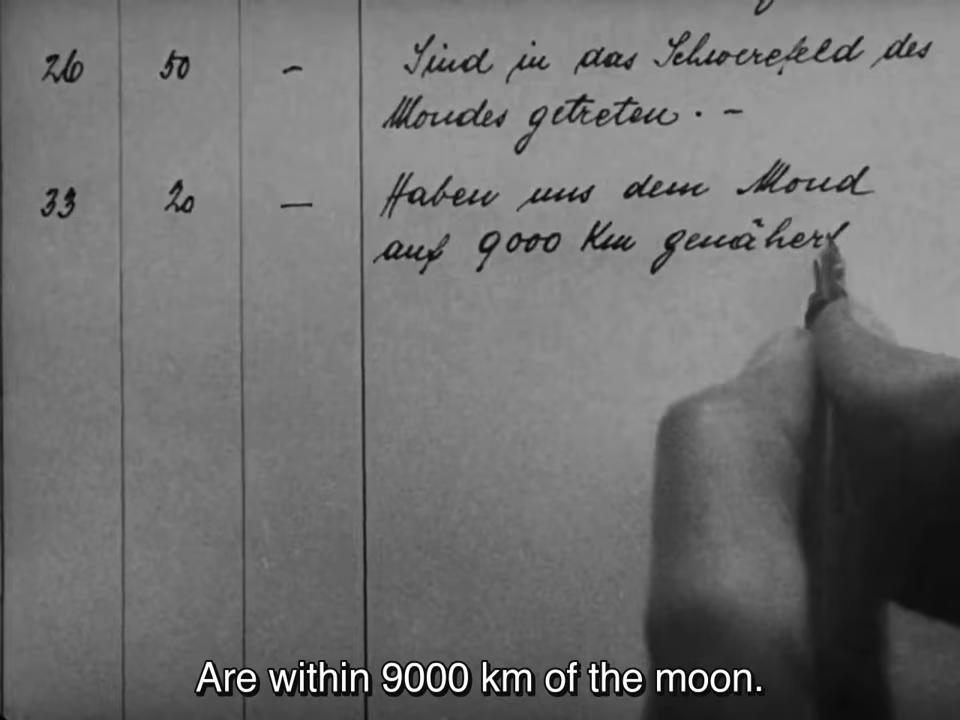 26 50 - Sind in das Schwerefeld des
Mondes getreten. -
33 20 - Haben uns dem Mond
auf 9000 Km genähert
Are within 9000 km of the moon.